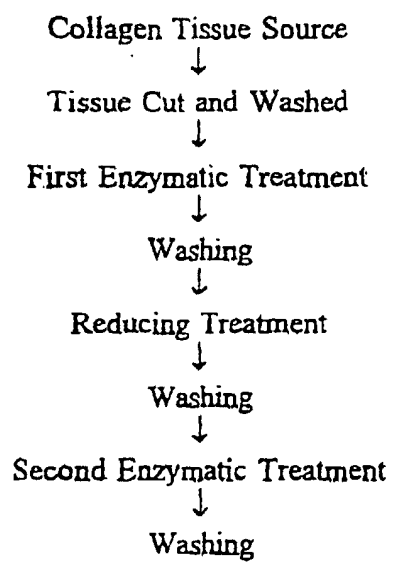 Collagen Tissue Source
↓
Tissue Cut and Washed
↓
First Enzymatic Treatment
↓
Washing
↓
Reducing Treatment
↓
Washing
↓
Second Enzymatic Treatment
↓
Washing